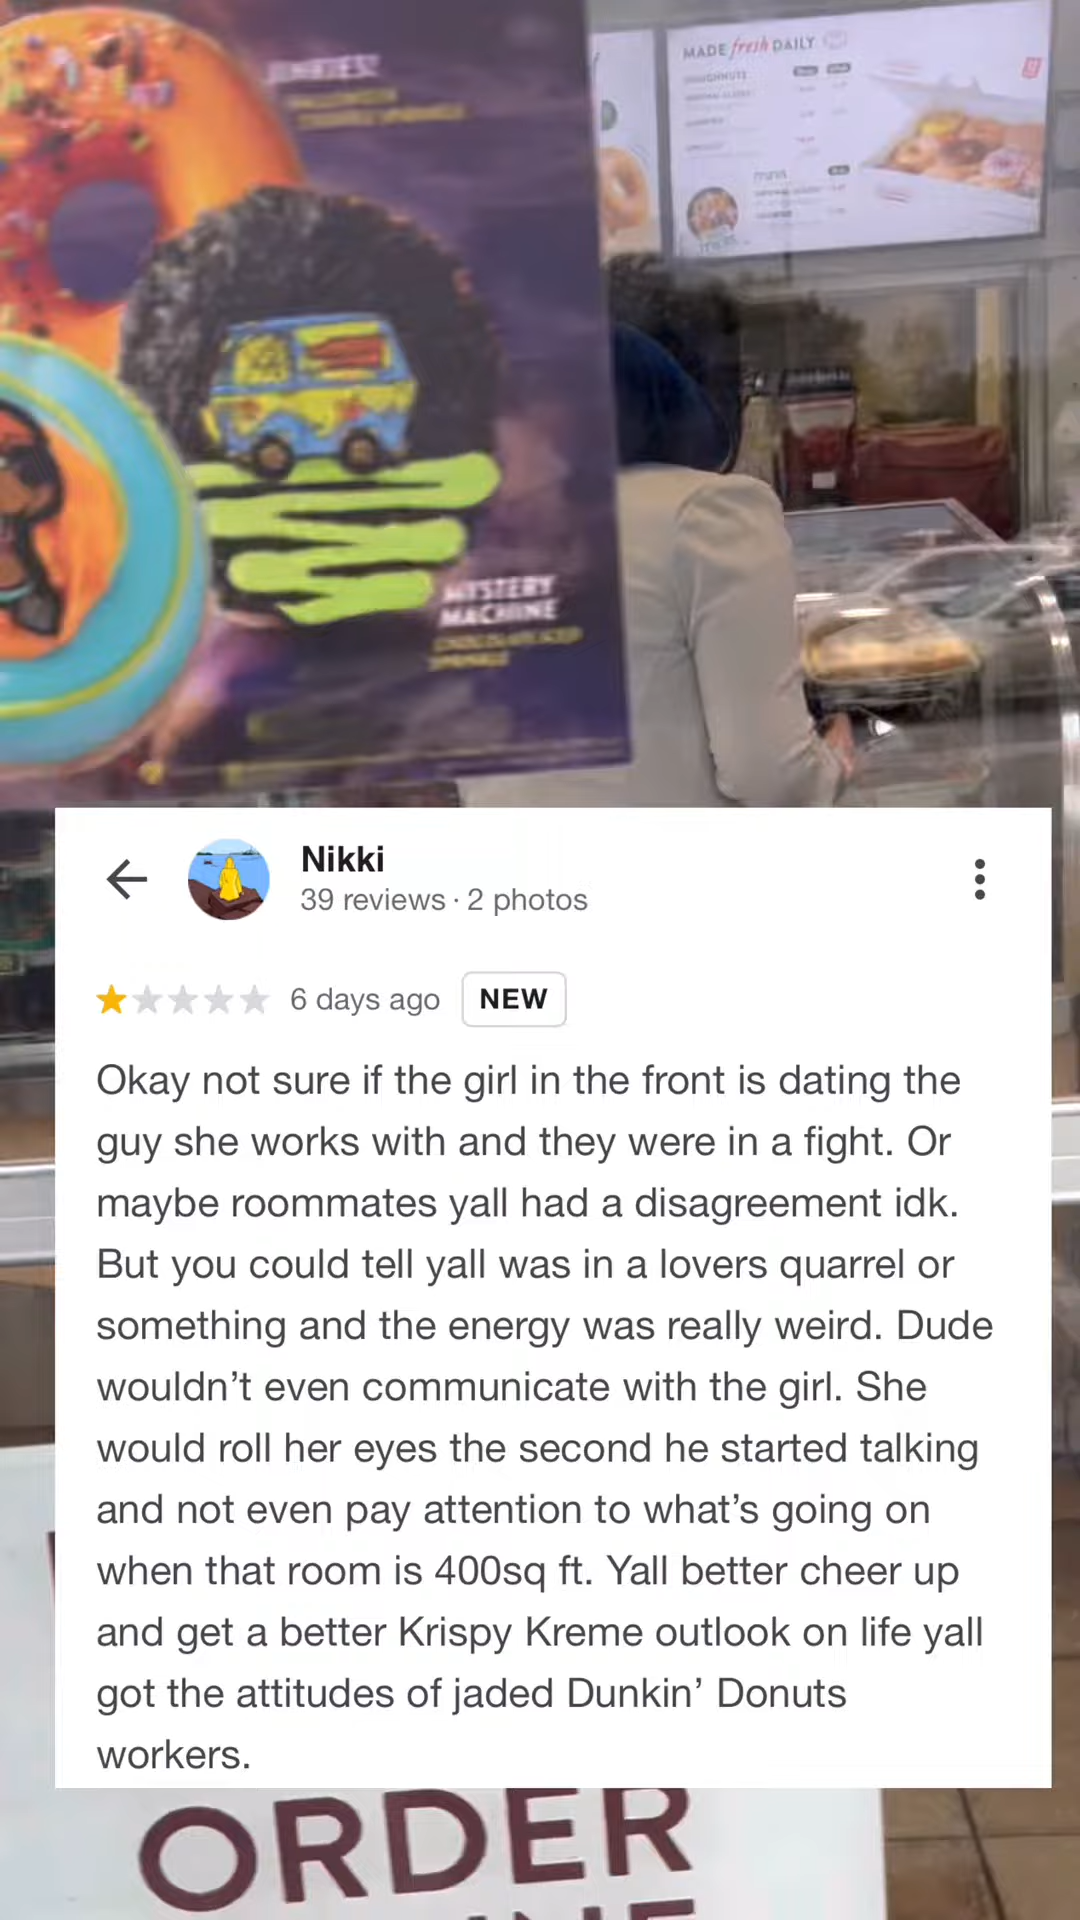 MADE fresh DAILY
DOUGHNUTS
minis
MYSTERY
MACHINE
Nikki
39 reviews · 2 photos
6 days ago NEW
Okay not sure if the girl in the front is dating the
guy she works with and they were in a fight. Or
maybe roommates yall had a disagreement idk.
But you could tell yall was in a lovers quarrel or
something and the energy was really weird. Dude
wouldn’t even communicate with the girl. She
would roll her eyes the second he started talking
and not even pay attention to what’s going on
when that room is 400sq ft. Yall better cheer up
and get a better Krispy Kreme outlook on life yall
got the attitudes of jaded Dunkin’ Donuts
workers.
ORDER